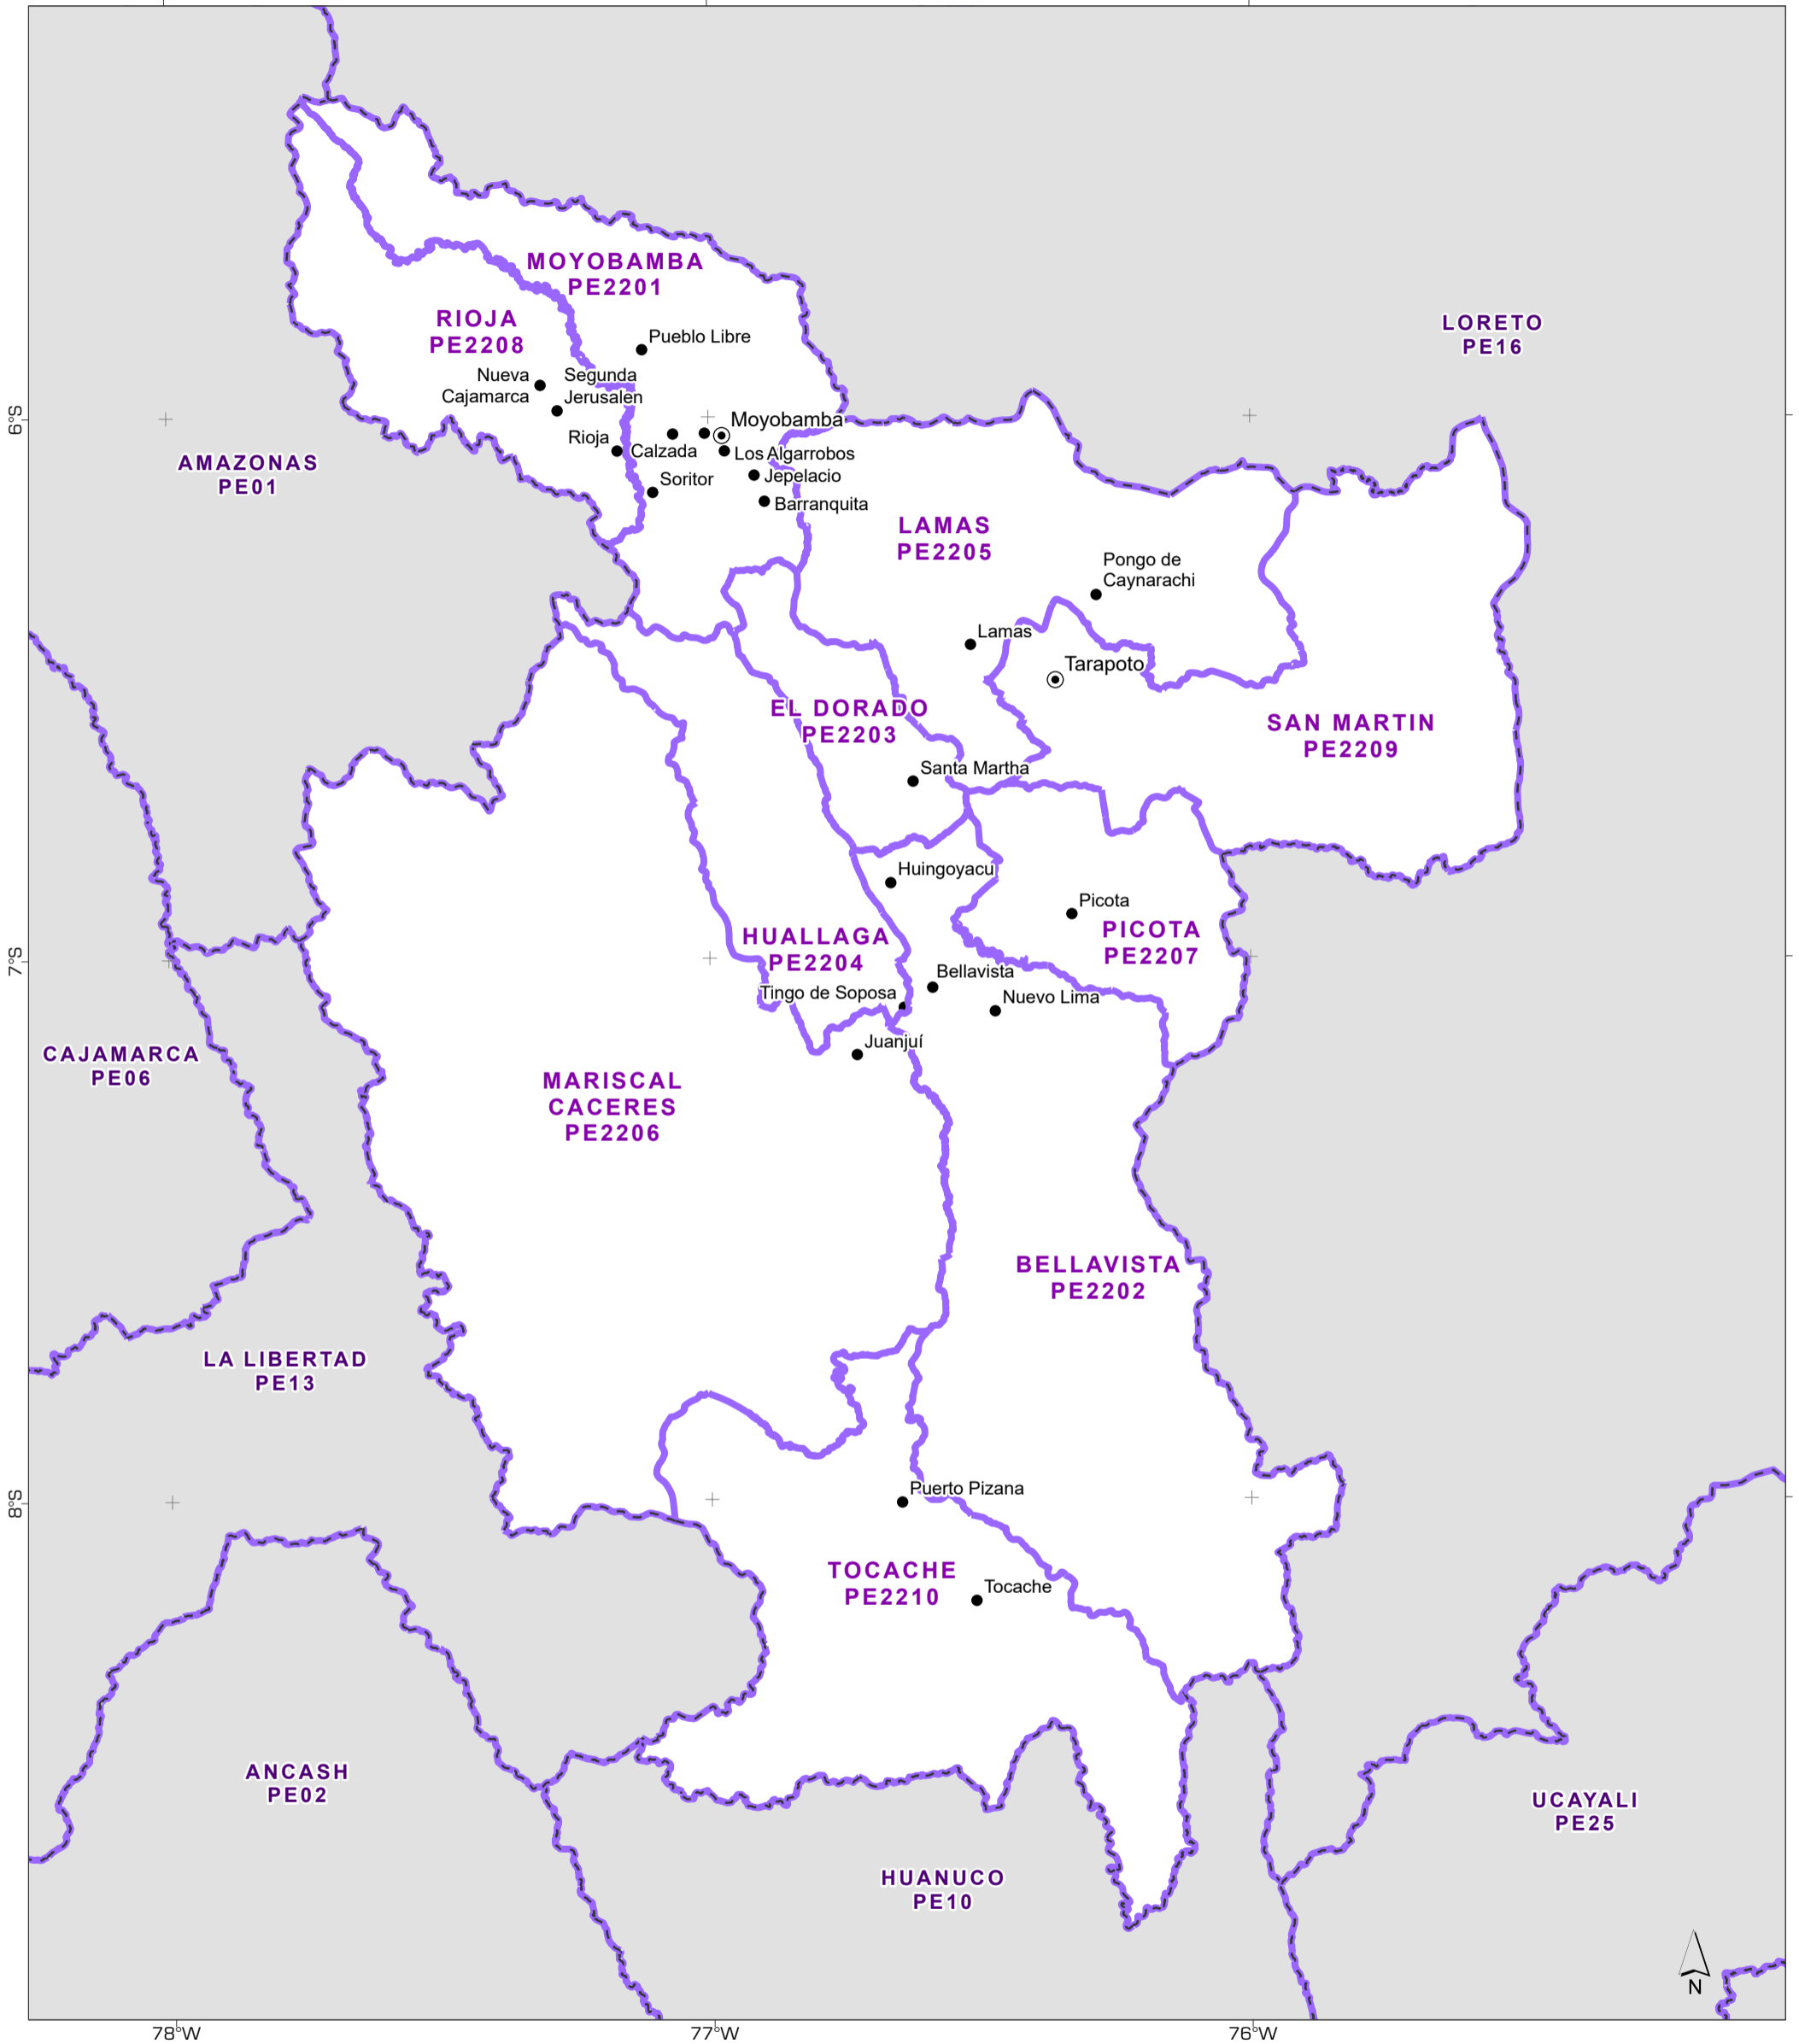 MOYOBAMBA
PE2201
RIOJA
PE2208
LORETO
PE16
Pueblo Libre
Nueva
Cajamarca
Segunda
Jerusalen
6°S
Moyobamba
Rioja
Calzada
Los Algarrobos
AMAZONAS
PE01
Soritor
Jepelacio
Barranquita
LAMAS
PE2205
Pongo de
Caynarachi
Lamas
Tarapoto
EL DORADO
PE2203
SAN MARTIN
PE2209
Santa Martha
Huingoyacu
Picota
PICOTA
PE2207
HUALLAGA
PE2204
7°S
Bellavista
Tingo de Soposa
Nuevo Lima
Juanjuí
CAJAMARCA
PE06
MARISCAL
CACERES
PE2206
BELLAVISTA
PE2202
LA LIBERTAD
PE13
Puerto Pizana
8°S
TOCACHE
PE2210
Tocache
ANCASH
PE02
UCAYALI
PE25
HUANUCO
PE10
N
78°W
77°W
76°W